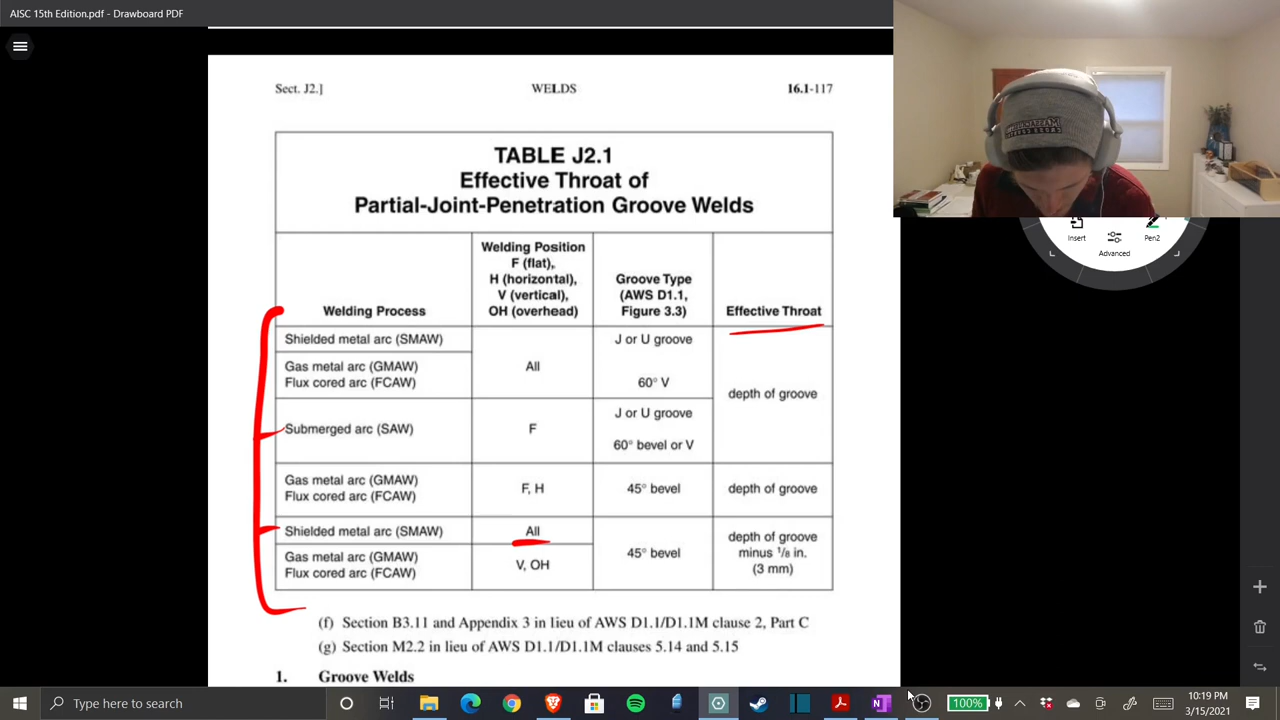 AISC 15th Edition.pdf - Drawboard PDF
Sect. J2.]
WELDS
16.1-117
TABLE J2.1
Effective Throat of
Partial-Joint-Penetration Groove Welds
Welding Process
Welding Position
F (flat),
H (horizontal),
V (vertical),
OH (overhead)
Groove Type
(AWS D1.1,
Figure 3.3)
Effective Throat
Shielded metal arc (SMAW)
Gas metal arc (GMAW)
Flux cored arc (FCAW)
All
J or U groove
60° V
depth of groove
Submerged arc (SAW)
F
J or U groove
60° bevel or V
Gas metal arc (GMAW)
Flux cored arc (FCAW)
F, H
45° bevel
depth of groove
Shielded metal arc (SMAW)
All
Gas metal arc (GMAW)
Flux cored arc (FCAW)
V, OH
45° bevel
depth of groove
minus 1/8 in.
(3 mm)
(f) Section B3.11 and Appendix 3 in lieu of AWS D1.1/D1.1M clause 2, Part C
(g) Section M2.2 in lieu of AWS D1.1/D1.1M clauses 5.14 and 5.15
1. Groove Welds
Insert
Advanced
Pen2
Type here to search
100%
10:19 PM
3/15/2021